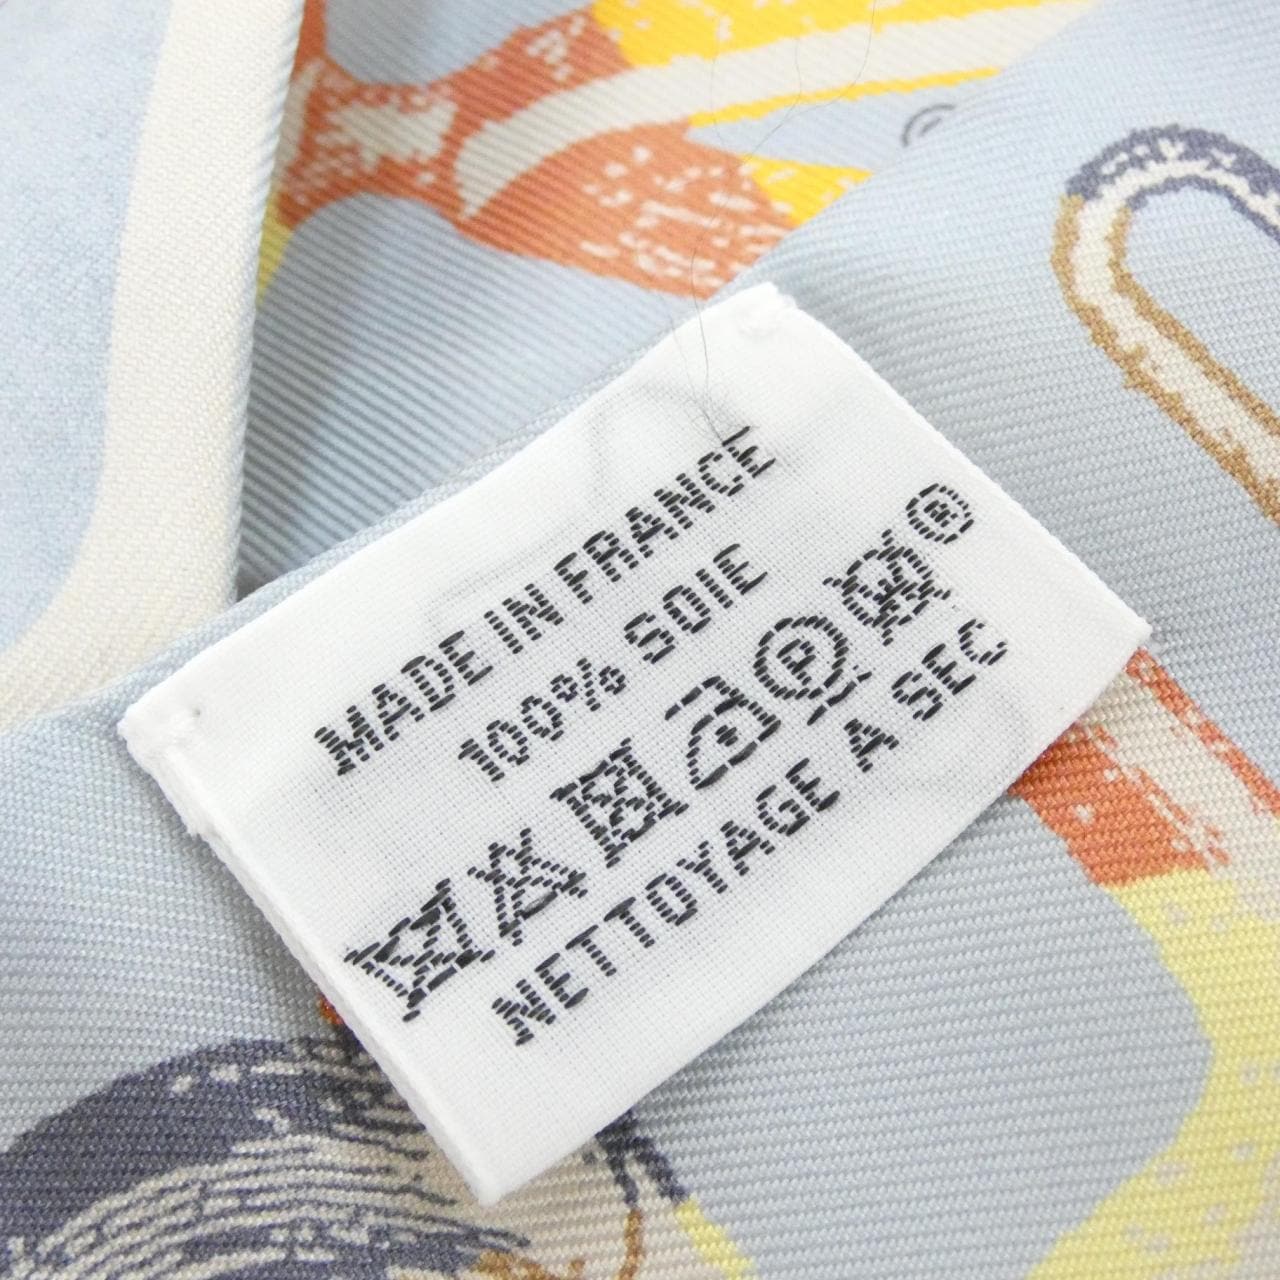 MADE IN FRANCE
100% SOIE
P W ®
NETTOYAGE A SEC